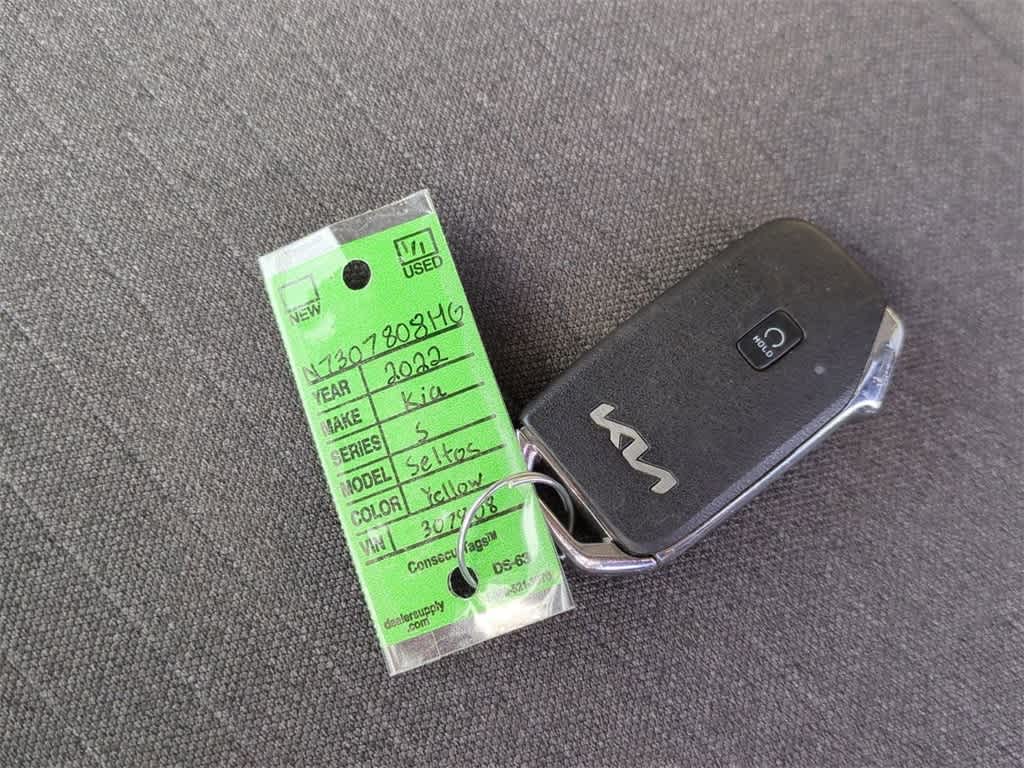 NEW
USED
N7307808HG
YEAR 2022
MAKE Kia
SERIES S
MODEL Seltos
COLOR Yellow
VIN 307808
DS-63
dealersupply
.com
HOLD
KIA